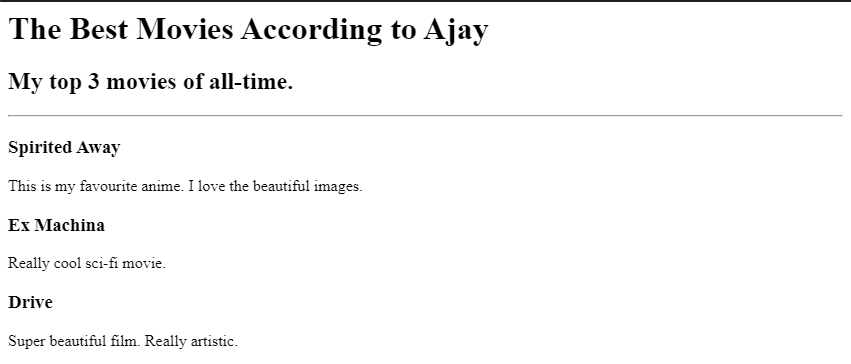 The Best Movies According to Ajay
My top 3 movies of all-time.
Spirited Away
This is my favourite anime. I love the beautiful images.
Ex Machina
Really cool sci-fi movie.
Drive
Super beautiful film. Really artistic.